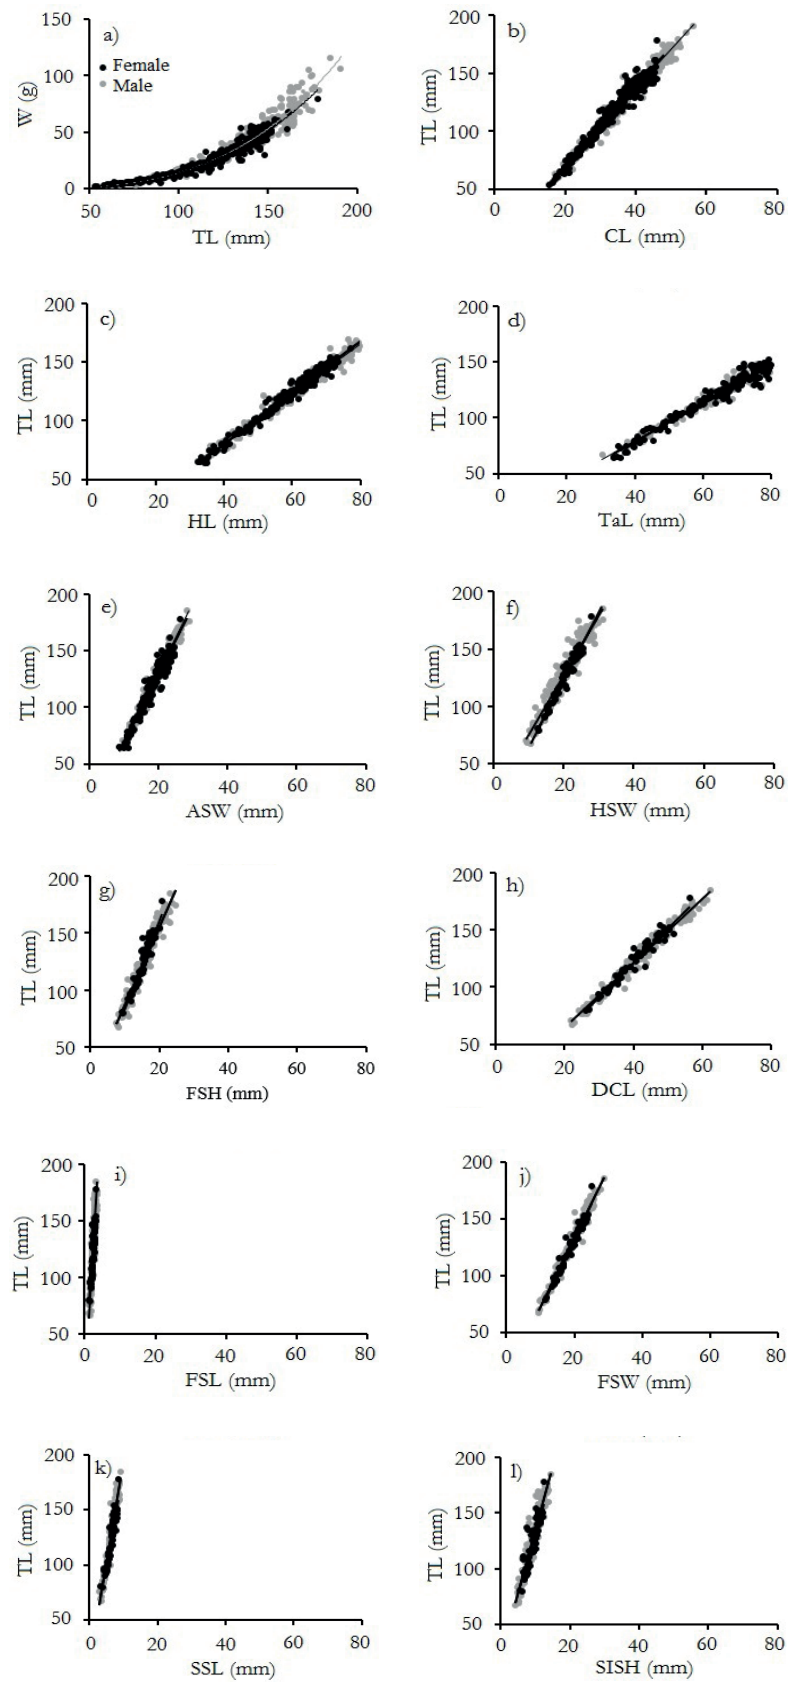 a)
Female
Male
W (g)
150
100
50
0
50 100 150 200
TL (mm)
b)
TL (mm)
200
150
100
50
0 20 40 60 80
CL (mm)
c)
TL (mm)
200
150
100
50
0 20 40 60 80
HL (mm)
d)
TL (mm)
200
150
100
50
0 20 40 60 80
TaL (mm)
e)
TL (mm)
200
150
100
50
0 20 40 60 80
ASW (mm)
f)
TL (mm)
200
150
100
50
0 20 40 60 80
HSW (mm)
g)
TL (mm)
200
150
100
50
0 20 40 60 80
FSH (mm)
h)
TL (mm)
200
150
100
50
0 20 40 60 80
DCL (mm)
i)
TL (mm)
200
150
100
50
0 20 40 60 80
FSL (mm)
j)
TL (mm)
200
150
100
50
0 20 40 60 80
FSW (mm)
k)
TL (mm)
200
150
100
50
0 20 40 60 80
SSL (mm)
l)
TL (mm)
200
150
100
50
0 20 40 60 80
SISH (mm)